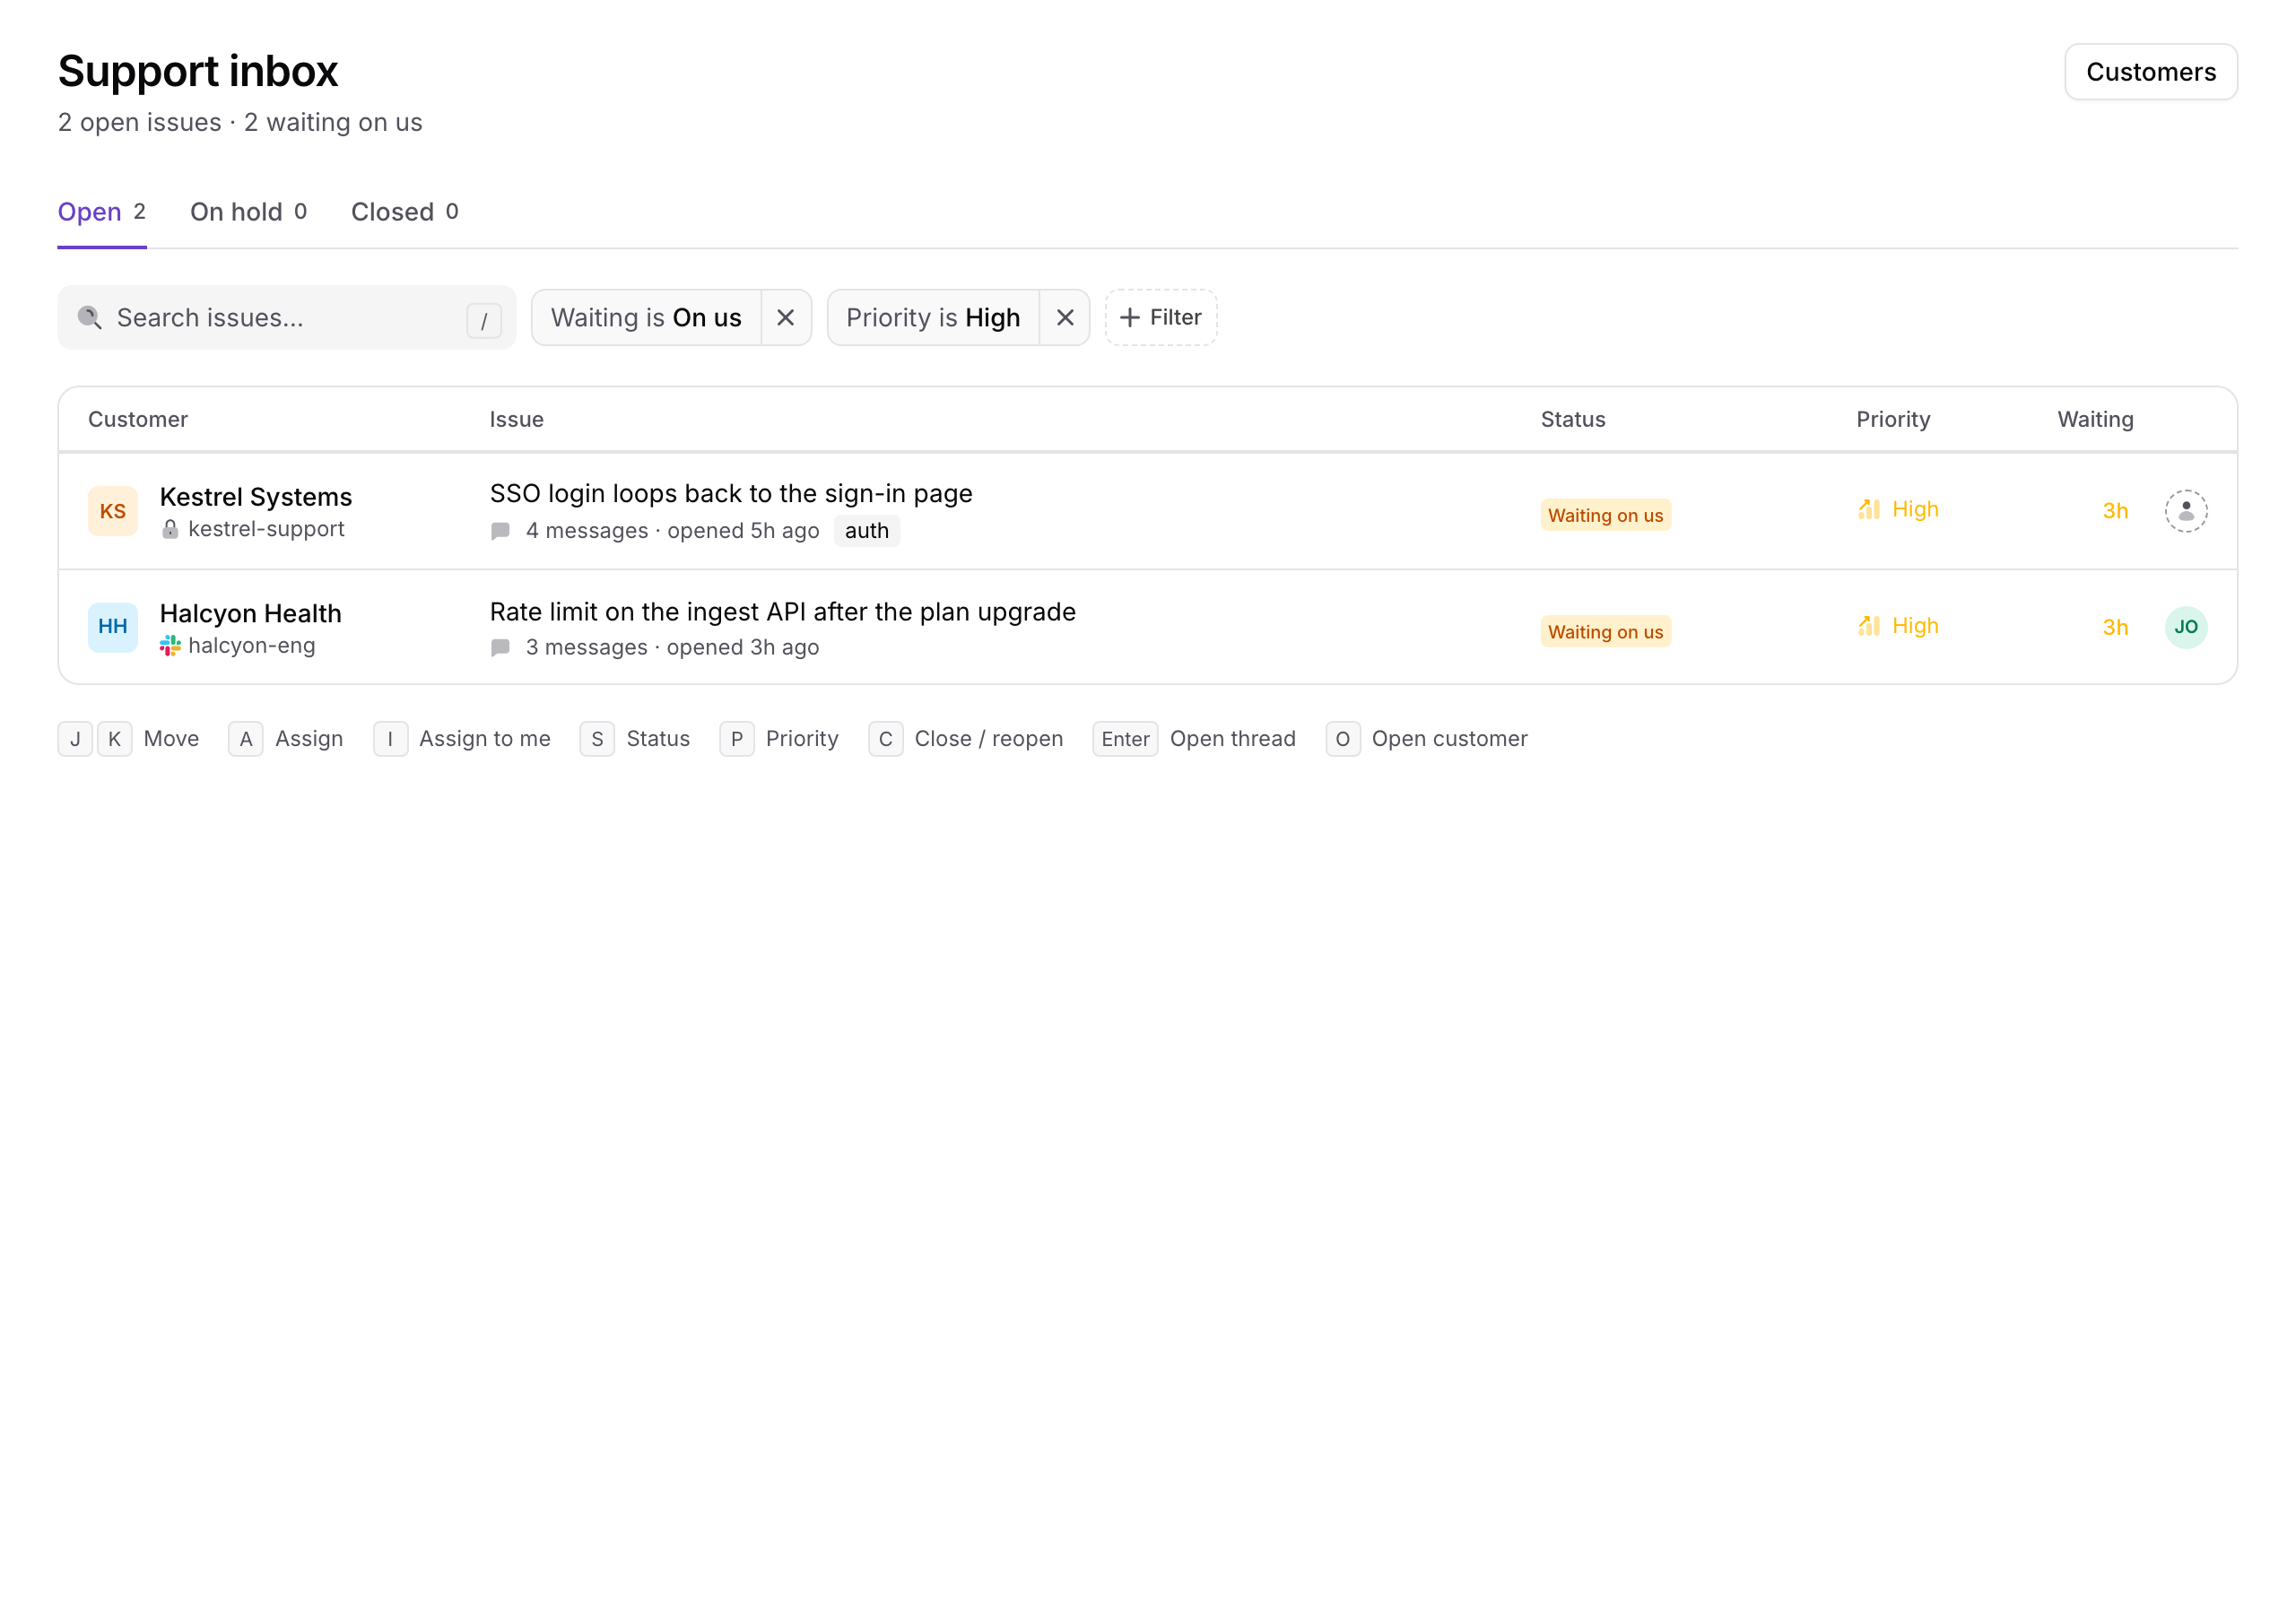 Support inbox
Customers
2 open issues · 2 waiting on us
Open 2 On hold 0 Closed 0
Search issues... / Waiting is On us Priority is High Filter
Customer Issue Status Priority Waiting
KS Kestrel Systems SSO login loops back to the sign-in page Waiting on us High 3h
kestrel-support 4 messages · opened 5h ago auth
HH Halcyon Health Rate limit on the ingest API after the plan upgrade Waiting on us High 3h JO
halcyon-eng 3 messages · opened 3h ago
J K Move A Assign I Assign to me S Status P Priority C Close / reopen Enter Open thread O Open customer